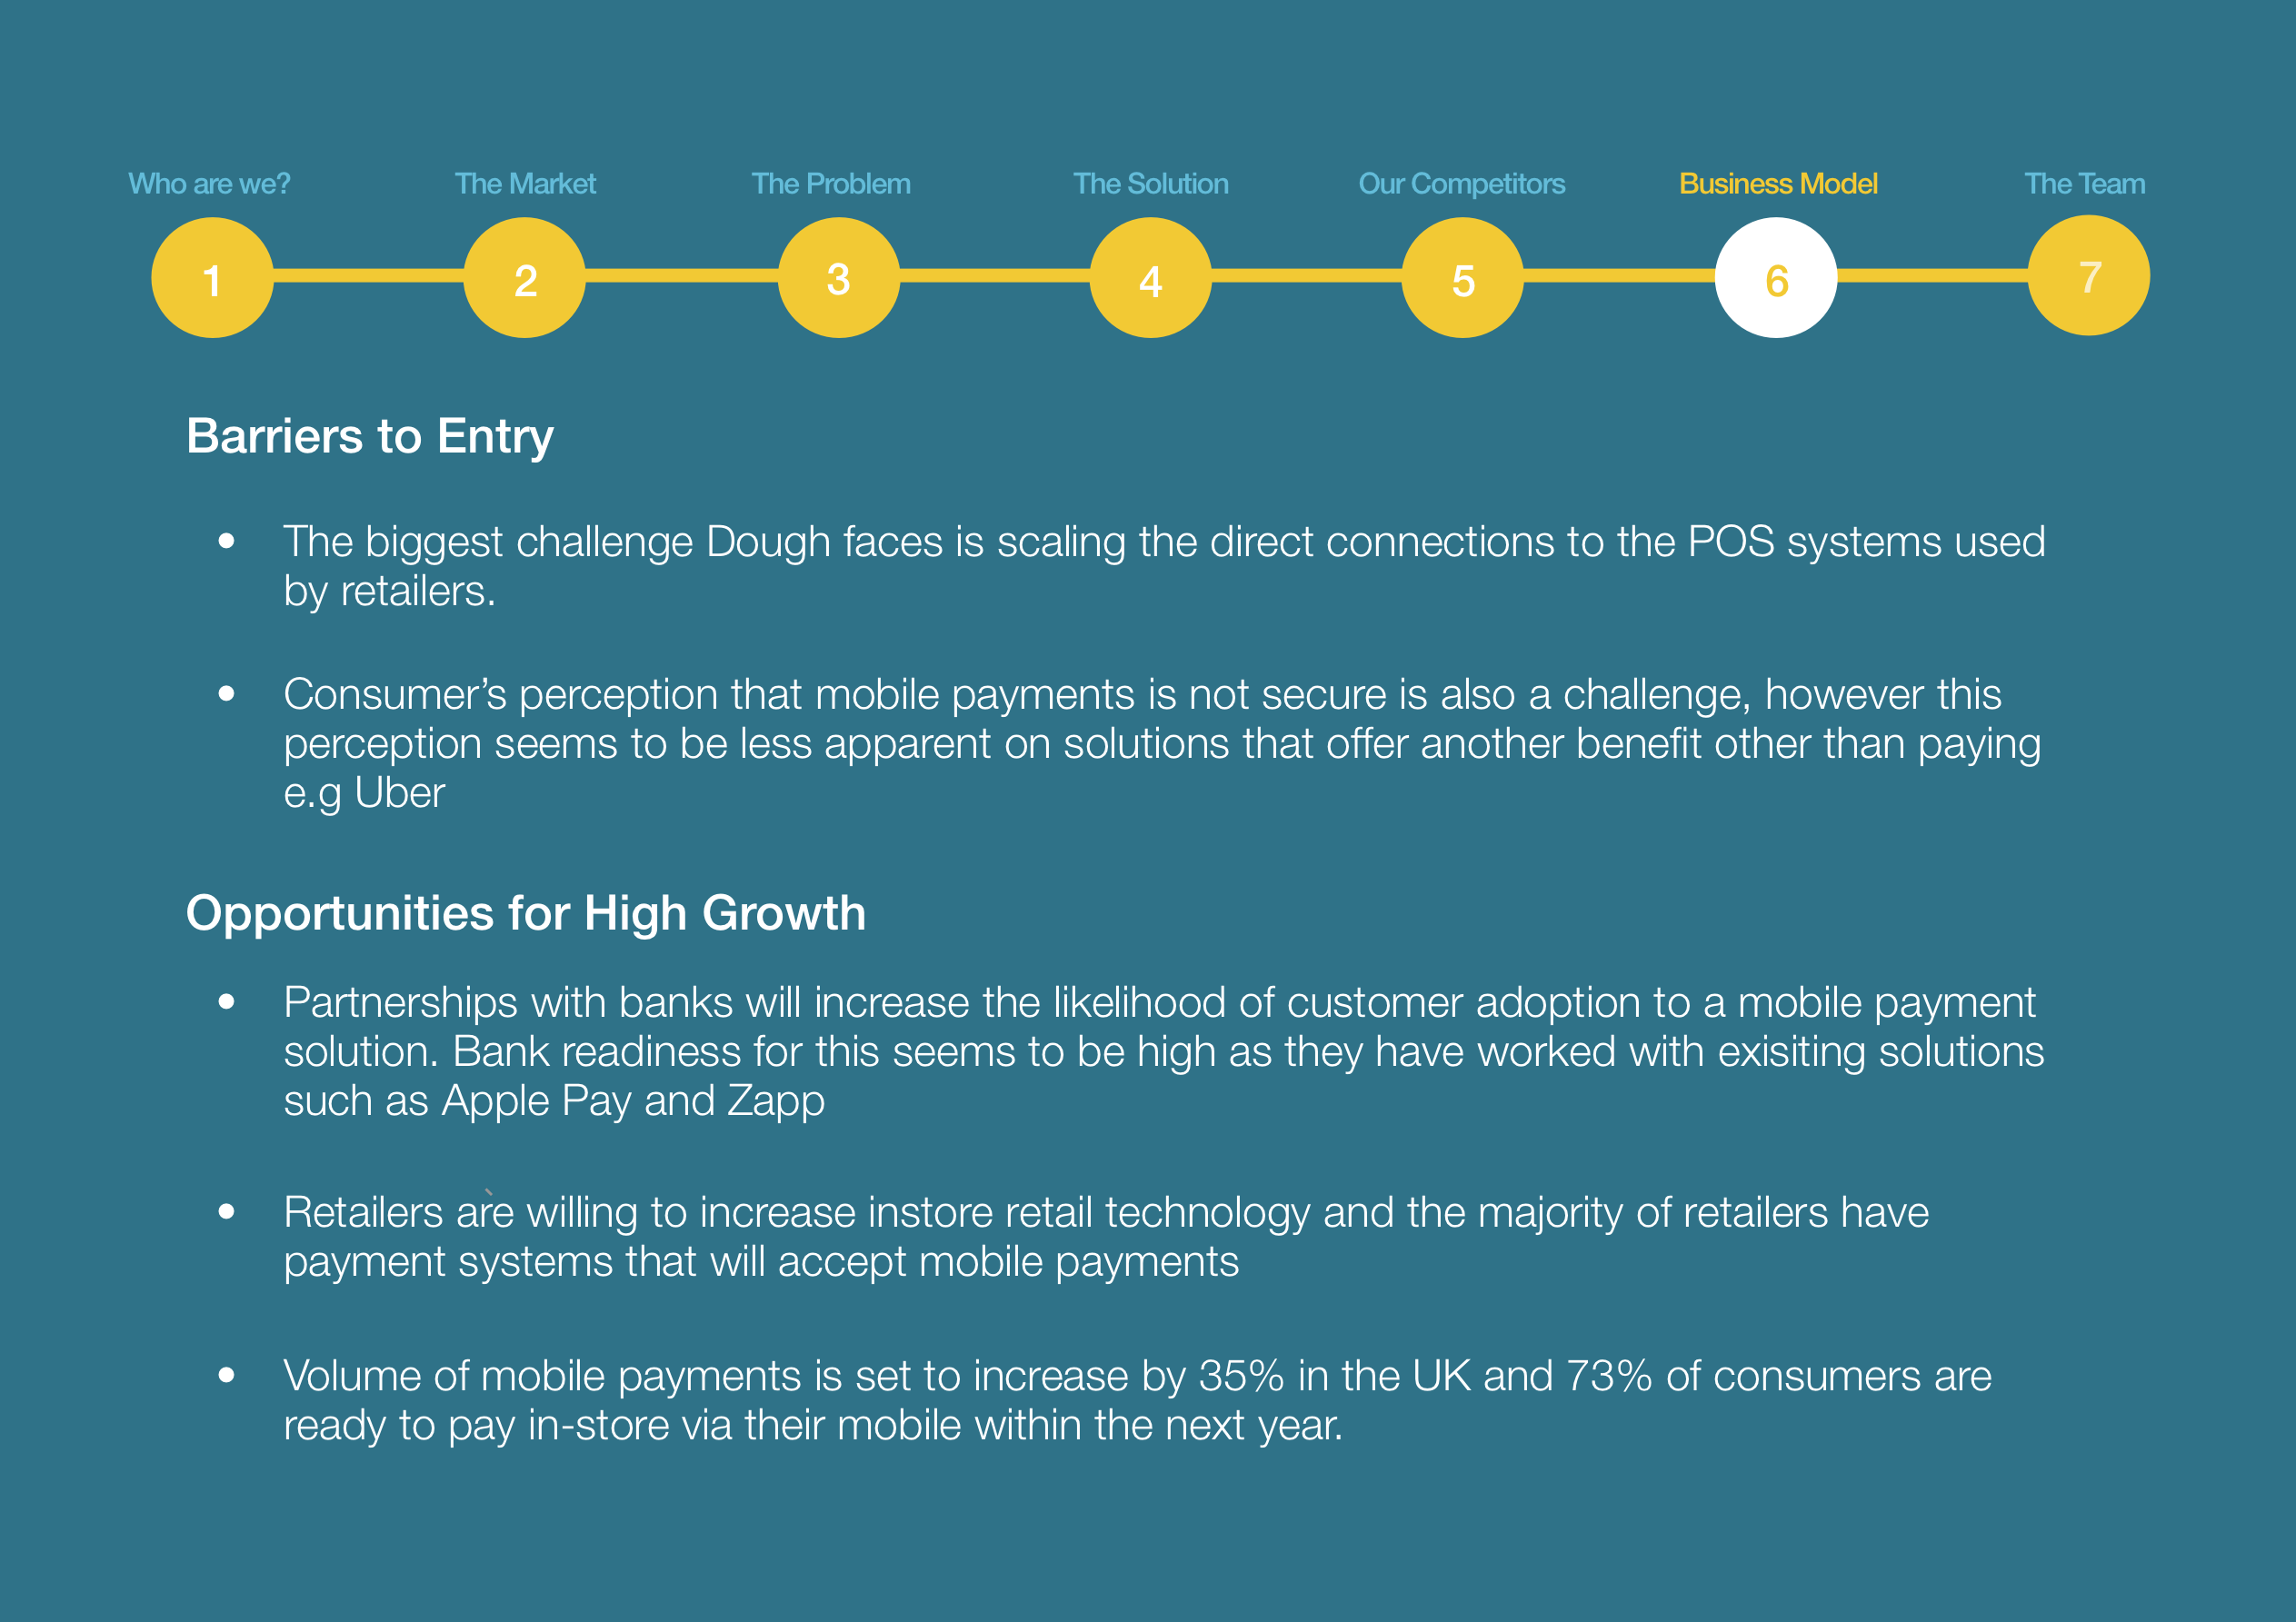 Who are we?
The Market
The Problem
The Solution
Our Competitors
Business Model
The Team
1
2
3
4
5
6
7
Barriers to Entry
• The biggest challenge Dough faces is scaling the direct connections to the POS systems used
by retailers.
• Consumer’s perception that mobile payments is not secure is also a challenge, however this
perception seems to be less apparent on solutions that offer another benefit other than paying
e.g Uber
Opportunities for High Growth
• Partnerships with banks will increase the likelihood of customer adoption to a mobile payment
solution. Bank readiness for this seems to be high as they have worked with exisiting solutions
such as Apple Pay and Zapp
• Retailers are willing to increase instore retail technology and the majority of retailers have
payment systems that will accept mobile payments
• Volume of mobile payments is set to increase by 35% in the UK and 73% of consumers are
ready to pay in-store via their mobile within the next year.